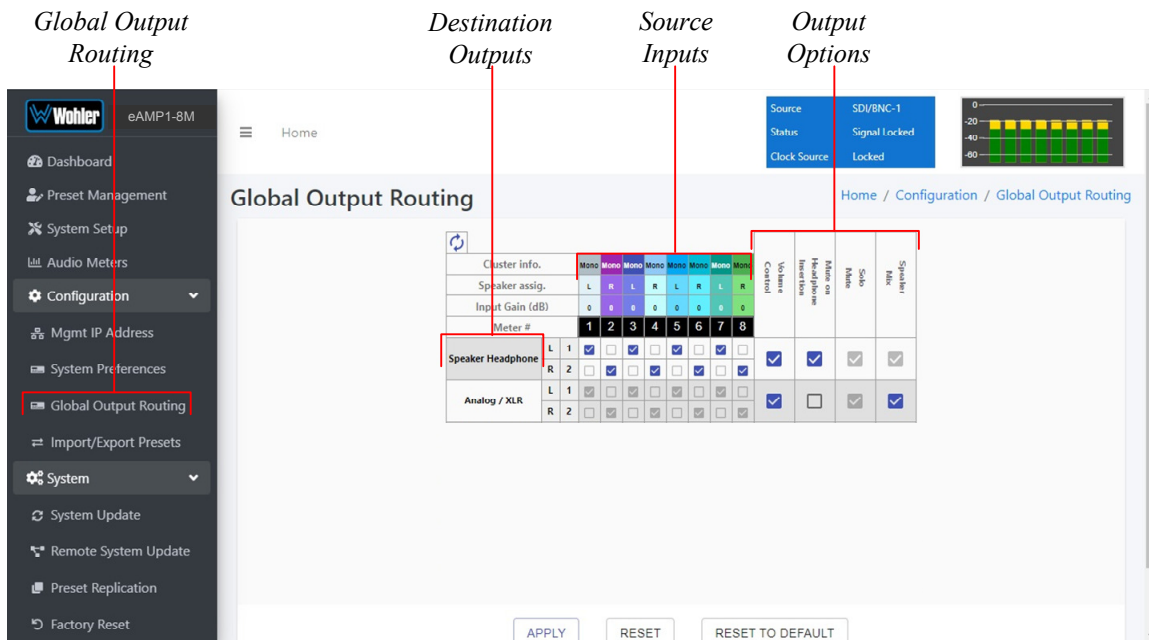 Global Output
Routing
Destination
Outputs
Source
Inputs
Output
Options
Wohler
eAMP1-8M
Home
Source SDI/BNC-1
Status Signal Locked
Clock Source Locked
0
-20
-40
-60
Dashboard
Preset Management
System Setup
Audio Meters
Configuration
Mgmt IP Address
System Preferences
Global Output Routing
Import/Export Presets
System
System Update
Remote System Update
Preset Replication
Factory Reset
Global Output Routing
Home / Configuration / Global Output Routing
Cluster info. Mono Mono Mono Mono Mono Mono Mono Mono
Speaker assig. L R L R L R L R
Input Gain (dB) 0 0 0 0 0 0 0 0
Meter # 1 2 3 4 5 6 7 8
Volume
Control
Mute on
Headphone
Insertion
Solo
Mute
Speaker
Mix
Speaker Headphone
L 1
R 2
Analog / XLR
L 1
R 2
APPLY
RESET
RESET TO DEFAULT